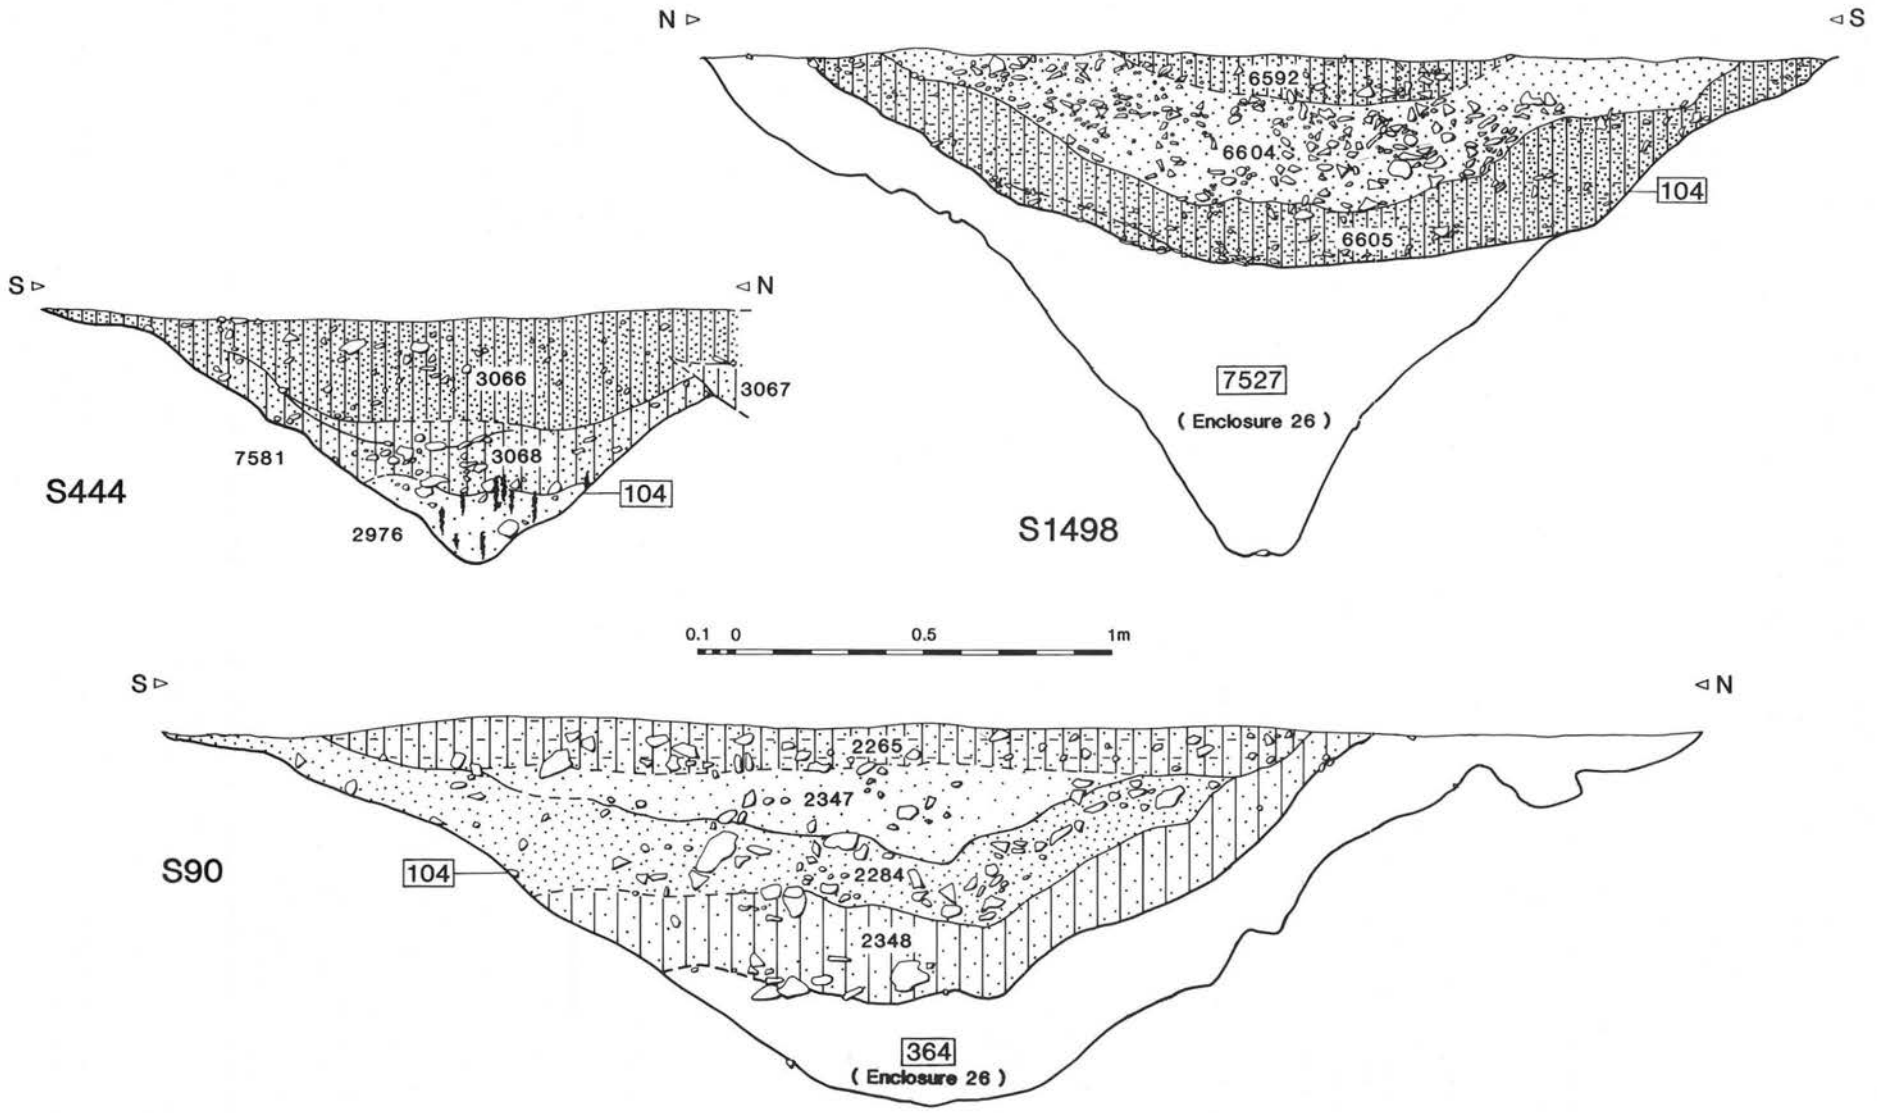 N ▷ ◁ S
6592
6604
104
6605
7527
( Enclosure 26 )
S1498
S ▷ ◁ N
3066
3067
3068
7581
104
2976
S444
0.1 0 0.5 1m
S ▷ ◁ N
2265
2347
S90
104
2284
2348
364
( Enclosure 26 )